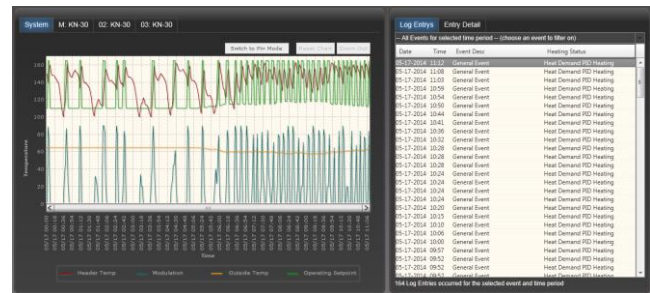 System M: KN-30 02: KN-30 03: KN-30
Switch to Pin Mode Reset Chart Zoom Out
160
140
120
100
80
60
40
20
0
Temperature
Time
Header Temp Modulation Outside Temp Operating Setpoint
Log Entrys Entry Detail
-- All Events for selected time period -- (choose an event to filter on)
Date Time Event Desc Heating Status
05-17-2014 11:12 General Event Heat Demand PID Heating
05-17-2014 11:08 General Event Heat Demand PID Heating
05-17-2014 11:03 General Event Heat Demand PID Heating
05-17-2014 10:59 General Event Heat Demand PID Heating
05-17-2014 10:54 General Event Heat Demand PID Heating
05-17-2014 10:50 General Event Heat Demand PID Heating
05-17-2014 10:44 General Event Heat Demand PID Heating
05-17-2014 10:41 General Event Heat Demand PID Heating
05-17-2014 10:36 General Event Heat Demand PID Heating
05-17-2014 10:32 General Event Heat Demand PID Heating
05-17-2014 10:28 General Event Heat Demand PID Heating
05-17-2014 10:28 General Event Heat Demand PID Heating
05-17-2014 10:28 General Event Heat Demand PID Heating
05-17-2014 10:24 General Event Heat Demand PID Heating
05-17-2014 10:24 General Event Heat Demand PID Heating
05-17-2014 10:24 General Event Heat Demand PID Heating
05-17-2014 10:24 General Event Heat Demand PID Heating
05-17-2014 10:20 General Event Heat Demand PID Heating
05-17-2014 10:15 General Event Heat Demand PID Heating
05-17-2014 10:10 General Event Heat Demand PID Heating
05-17-2014 10:06 General Event Heat Demand PID Heating
05-17-2014 10:00 General Event Heat Demand PID Heating
05-17-2014 09:57 General Event Heat Demand PID Heating
05-17-2014 09:52 General Event Heat Demand PID Heating
05-17-2014 09:52 General Event Heat Demand PID Heating
05-17-2014 09:52 General Event Heat Demand PID Heating
164 Log Entries occurred for the selected event and time period